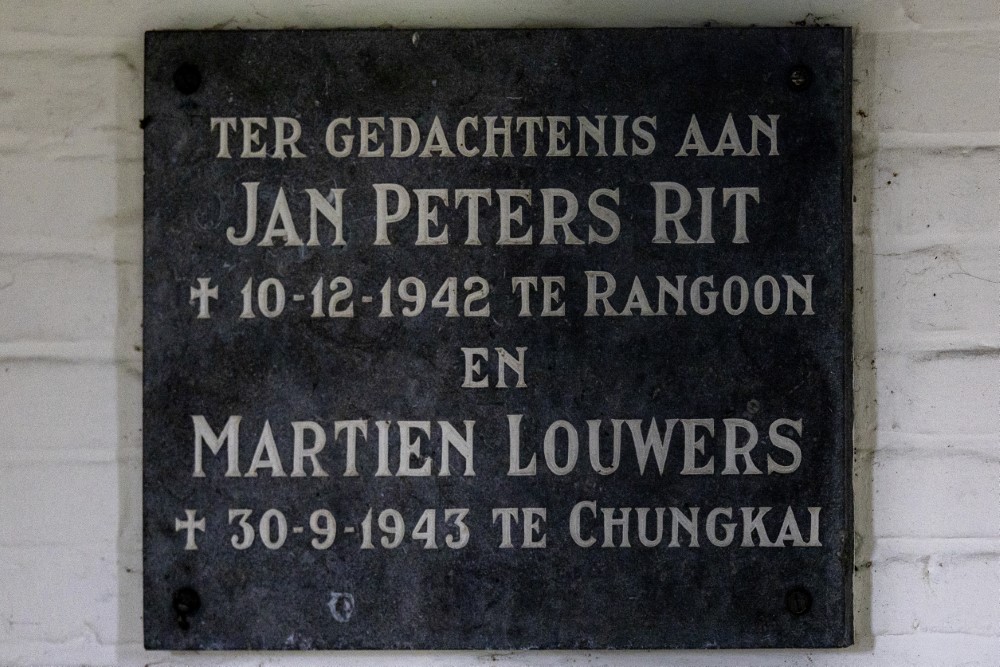 TER GEDACHTENIS AAN
JAN PETERS RIT
✝ 10-12-1942 TE RANGOON
EN
MARTIEN LOUWERS
✝ 30-9-1943 TE CHUNGKAI